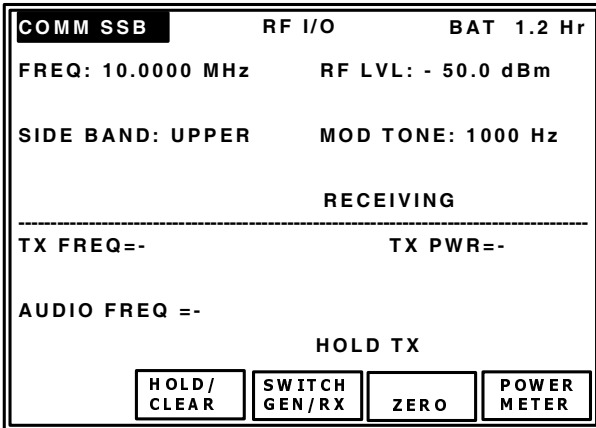 COMM SSB RF I/O BAT 1.2 Hr
FREQ: 10.0000 MHz RF LVL: - 50.0 dBm
SIDE BAND: UPPER MOD TONE: 1000 Hz
RECEIVING
TX FREQ=- TX PWR=-
AUDIO FREQ =-
HOLD TX
HOLD/ SWITCH POWER
CLEAR GEN/RX ZERO METER